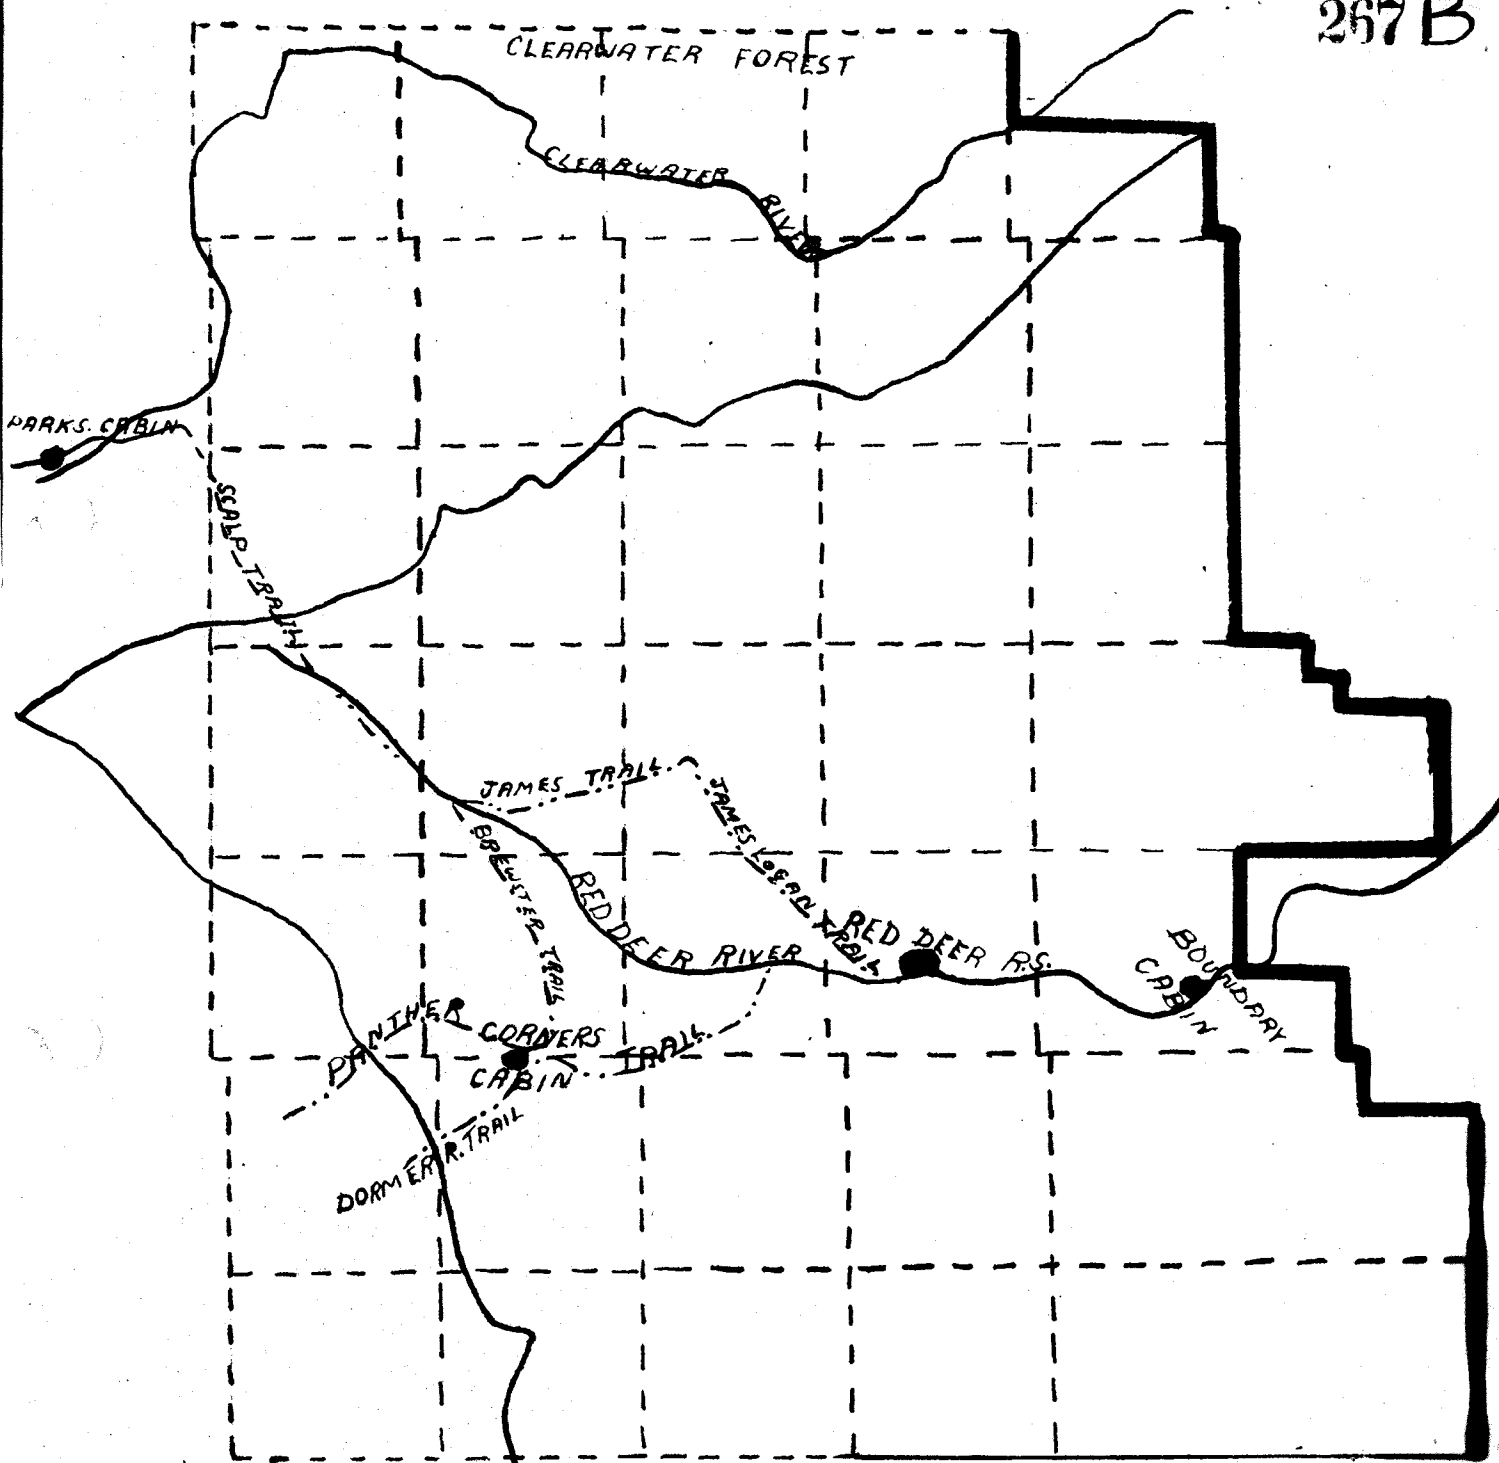 267 B
CLEARWATER FOREST
CLEARWATER RIVER
PARKS. CABIN
SCALP TRAIL
JAMES TRAIL
JAMES LOGAN TRAIL
BREWSTER TRAIL
RED DEER RIVER
RED DEER R.S.
BOUNDARY
CABIN
PANTHER
CORNERS
CABIN
TRAIL
DORMER R. TRAIL